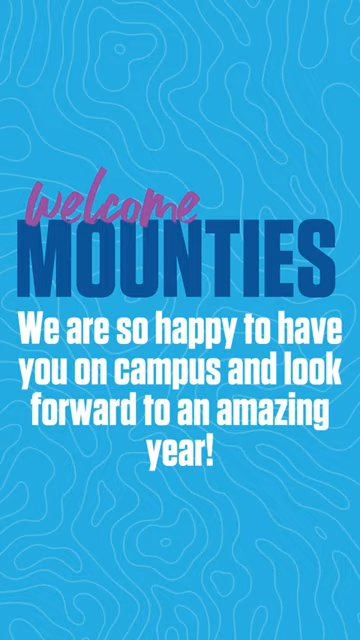 welcome
MOUNTIES
We are so happy to have
you on campus and look
forward to an amazing
year!